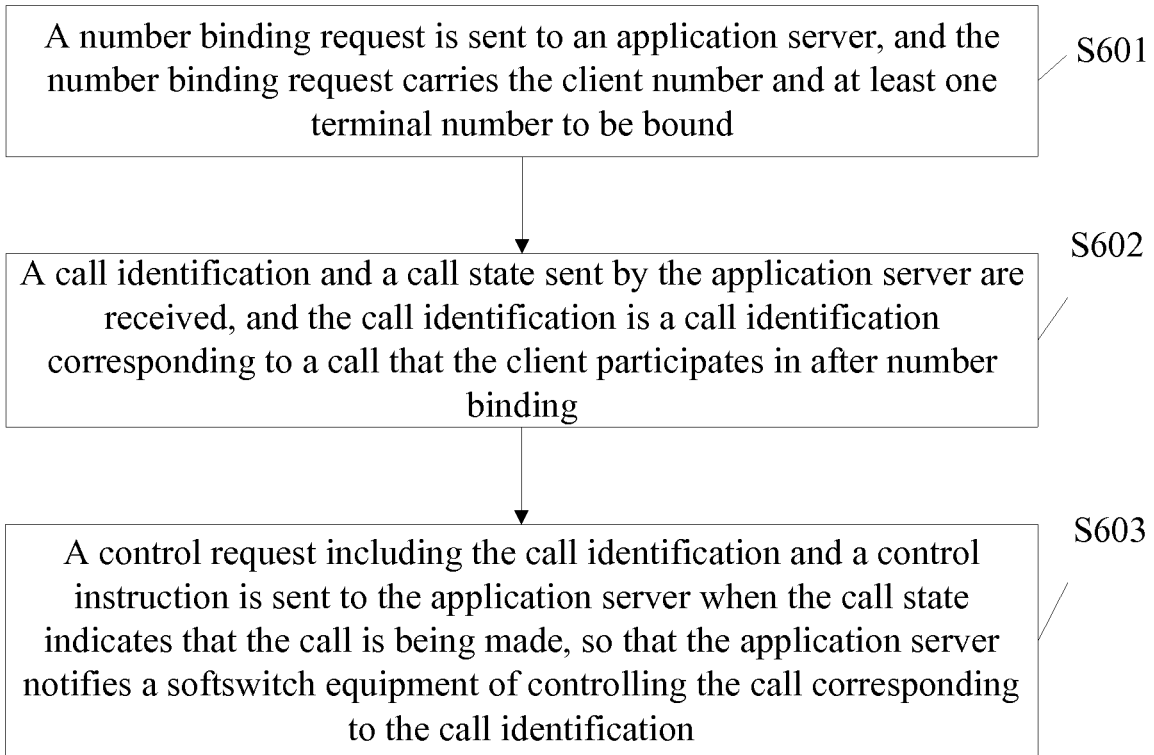 A number binding request is sent to an application server, and the
number binding request carries the client number and at least one
terminal number to be bound
S601
A call identification and a call state sent by the application server are
received, and the call identification is a call identification
corresponding to a call that the client participates in after number
binding
S602
A control request including the call identification and a control
instruction is sent to the application server when the call state
indicates that the call is being made, so that the application server
notifies a softswitch equipment of controlling the call corresponding
to the call identification
S603